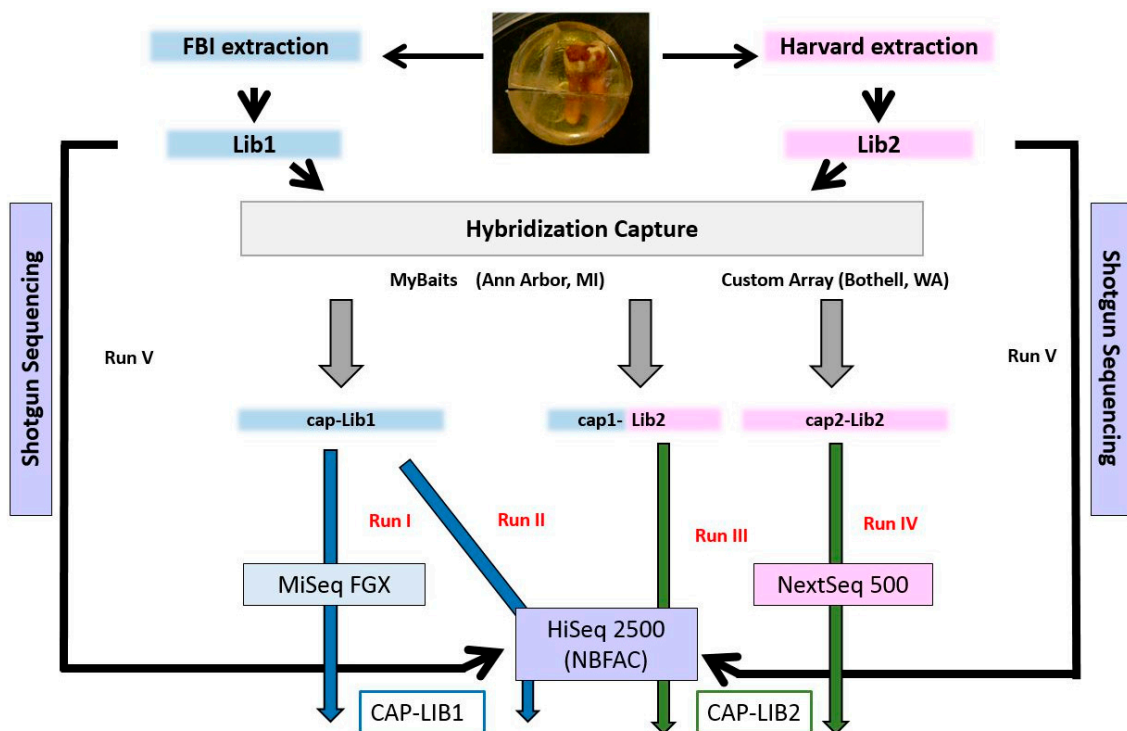 FBI extraction
Harvard extraction
Lib1
Lib2
Hybridization Capture
MyBaits (Ann Arbor, MI)
Custom Array (Bothell, WA)
Shotgun Sequencing
Shotgun Sequencing
Run V
Run V
cap-Lib1
cap1- Lib2
cap2-Lib2
Run I
Run II
Run III
Run IV
MiSeq FGX
NextSeq 500
HiSeq 2500
(NBFAC)
CAP-LIB1
CAP-LIB2